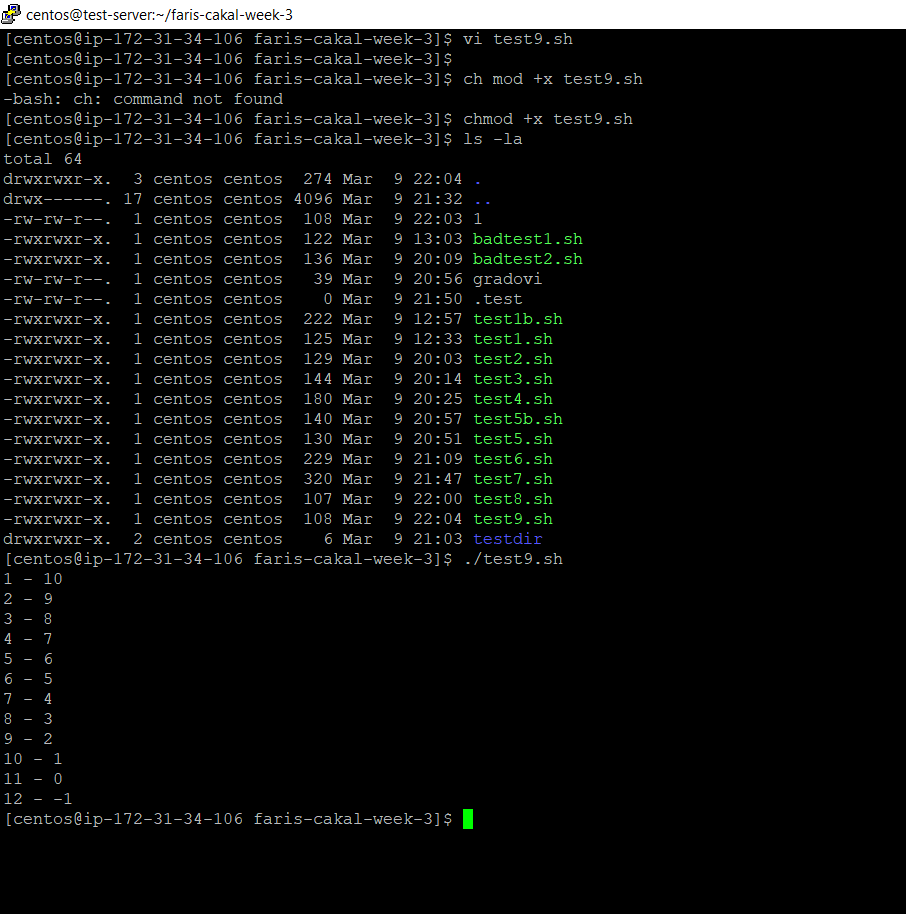 centos@test-server:~/faris-cakal-week-3
[centos@ip-172-31-34-106 faris-cakal-week-3]$ vi test9.sh
[centos@ip-172-31-34-106 faris-cakal-week-3]$
[centos@ip-172-31-34-106 faris-cakal-week-3]$ ch mod +x test9.sh
-bash: ch: command not found
[centos@ip-172-31-34-106 faris-cakal-week-3]$ chmod +x test9.sh
[centos@ip-172-31-34-106 faris-cakal-week-3]$ ls -la
total 64
drwxrwxr-x.  3 centos centos  274 Mar  9 22:04 .
drwx------. 17 centos centos 4096 Mar  9 21:32 ..
-rw-rw-r--.  1 centos centos  108 Mar  9 22:03 1
-rwxrwxr-x.  1 centos centos  122 Mar  9 13:03 badtest1.sh
-rwxrwxr-x.  1 centos centos  136 Mar  9 20:09 badtest2.sh
-rw-rw-r--.  1 centos centos   39 Mar  9 20:56 gradovi
-rw-rw-r--.  1 centos centos    0 Mar  9 21:50 .test
-rwxrwxr-x.  1 centos centos  222 Mar  9 12:57 test1b.sh
-rwxrwxr-x.  1 centos centos  125 Mar  9 12:33 test1.sh
-rwxrwxr-x.  1 centos centos  129 Mar  9 20:03 test2.sh
-rwxrwxr-x.  1 centos centos  144 Mar  9 20:14 test3.sh
-rwxrwxr-x.  1 centos centos  180 Mar  9 20:25 test4.sh
-rwxrwxr-x.  1 centos centos  140 Mar  9 20:57 test5b.sh
-rwxrwxr-x.  1 centos centos  130 Mar  9 20:51 test5.sh
-rwxrwxr-x.  1 centos centos  229 Mar  9 21:09 test6.sh
-rwxrwxr-x.  1 centos centos  320 Mar  9 21:47 test7.sh
-rwxrwxr-x.  1 centos centos  107 Mar  9 22:00 test8.sh
-rwxrwxr-x.  1 centos centos  108 Mar  9 22:04 test9.sh
drwxrwxr-x.  2 centos centos    6 Mar  9 21:03 testdir
[centos@ip-172-31-34-106 faris-cakal-week-3]$ ./test9.sh
1 - 10
2 - 9
3 - 8
4 - 7
5 - 6
6 - 5
7 - 4
8 - 3
9 - 2
10 - 1
11 - 0
12 - -1
[centos@ip-172-31-34-106 faris-cakal-week-3]$